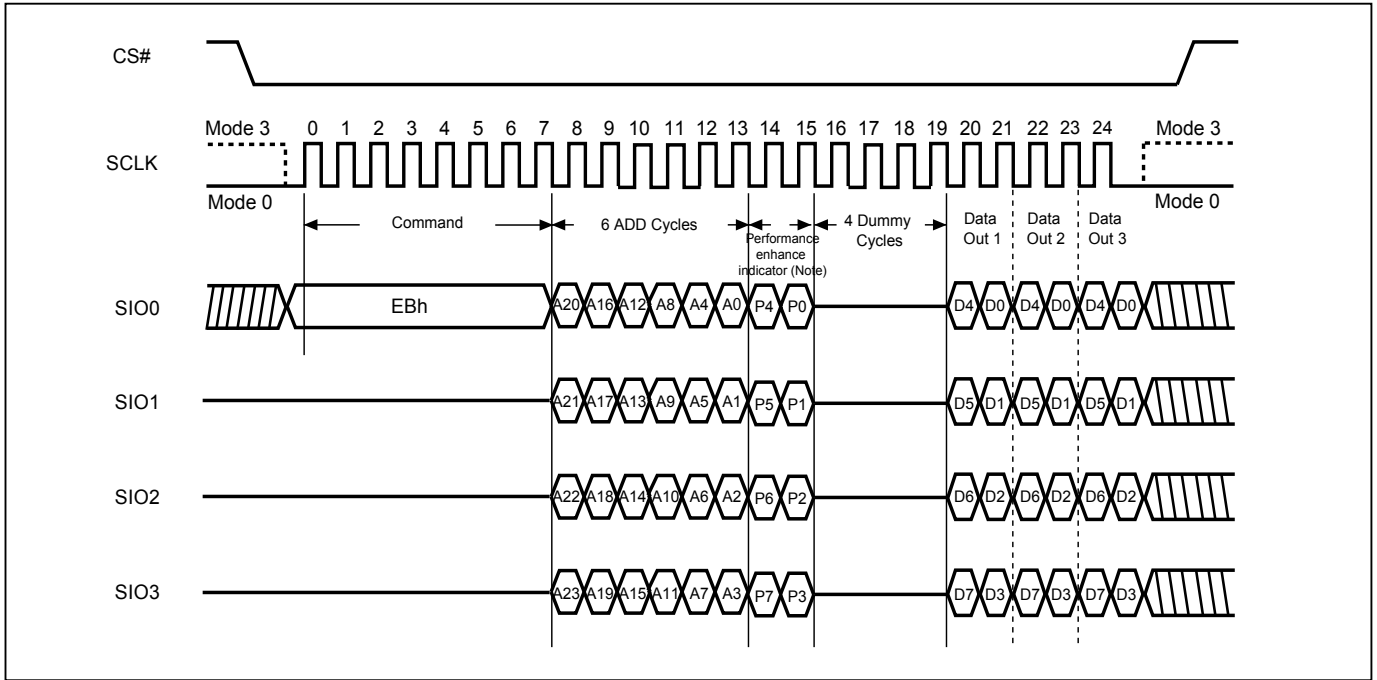 CS#
Mode 3 0 1 2 3 4 5 6 7 8 9 10 11 12 13 14 15 16 17 18 19 20 21 22 23 24 Mode 3
SCLK
Mode 0 Mode 0
Command 6 ADD Cycles Performance enhance indicator (Note) 4 Dummy Cycles Data Out 1 Data Out 2 Data Out 3
SIO0 EBh A20 A16 A12 A8 A4 A0 P4 P0 D4 D0 D4 D0 D4 D0
SIO1 A21 A17 A13 A9 A5 A1 P5 P1 D5 D1 D5 D1 D5 D1
SIO2 A22 A18 A14 A10 A6 A2 P6 P2 D6 D2 D6 D2 D6 D2
SIO3 A23 A19 A15 A11 A7 A3 P7 P3 D7 D3 D7 D3 D7 D3